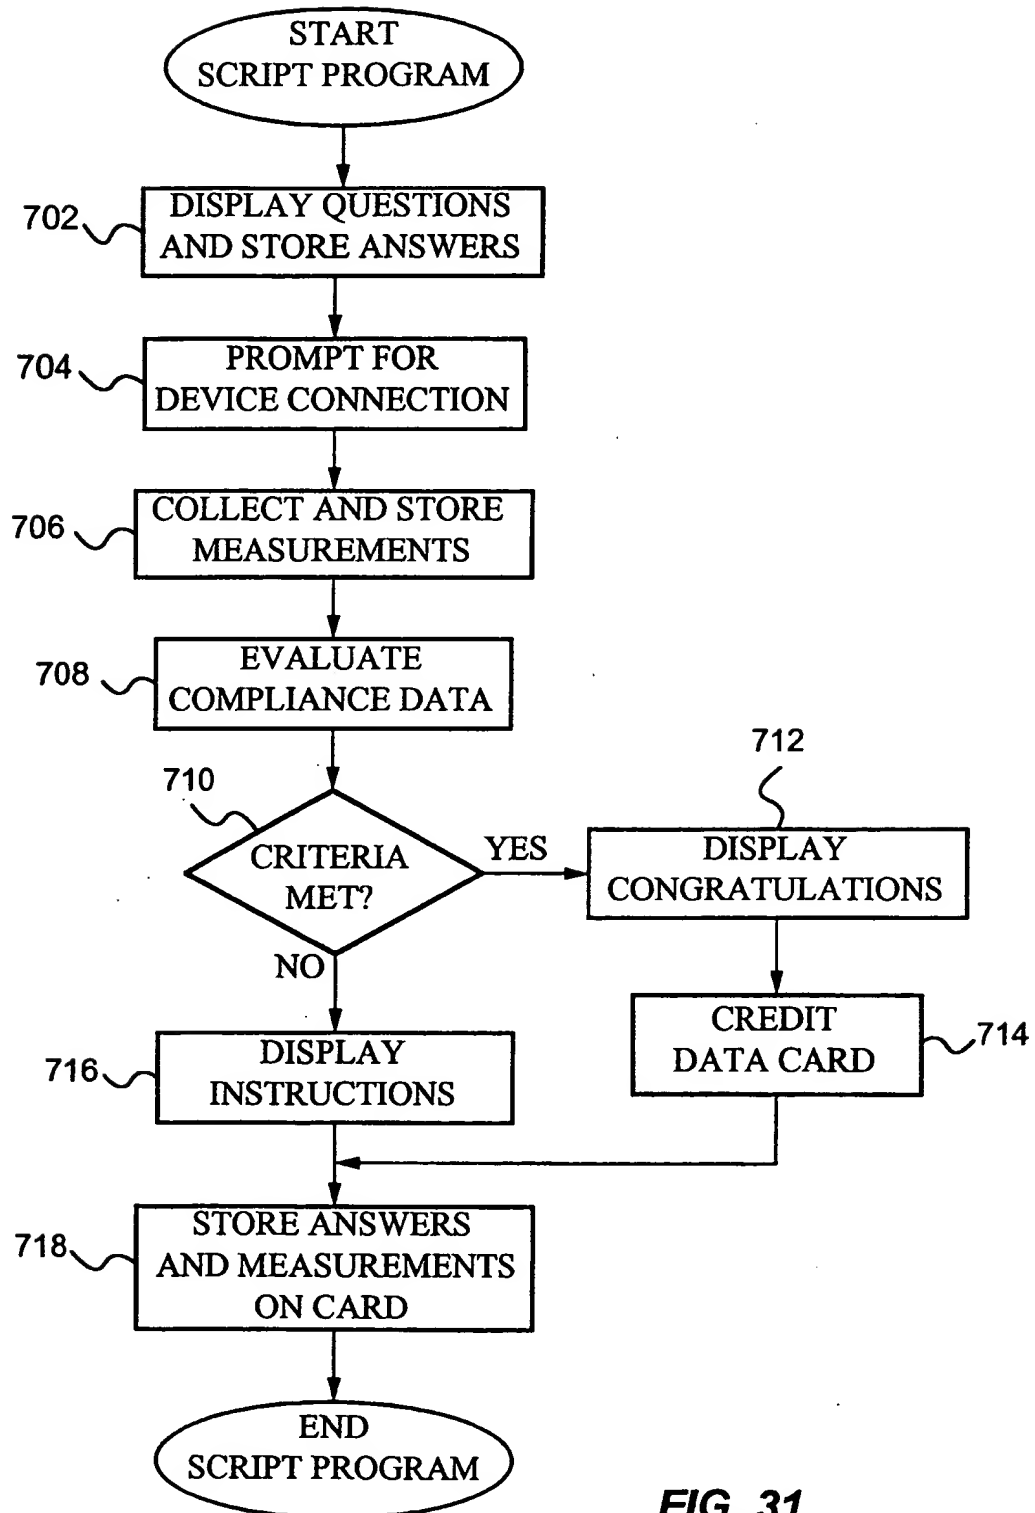 START
SCRIPT PROGRAM
702
DISPLAY QUESTIONS
AND STORE ANSWERS
704
PROMPT FOR
DEVICE CONNECTION
706
COLLECT AND STORE
MEASUREMENTS
708
EVALUATE
COMPLIANCE DATA
710
CRITERIA
MET?
YES
712
DISPLAY
CONGRATULATIONS
NO
CREDIT
DATA CARD
714
716
DISPLAY
INSTRUCTIONS
718
STORE ANSWERS
AND MEASUREMENTS
ON CARD
END
SCRIPT PROGRAM
FIG. 31